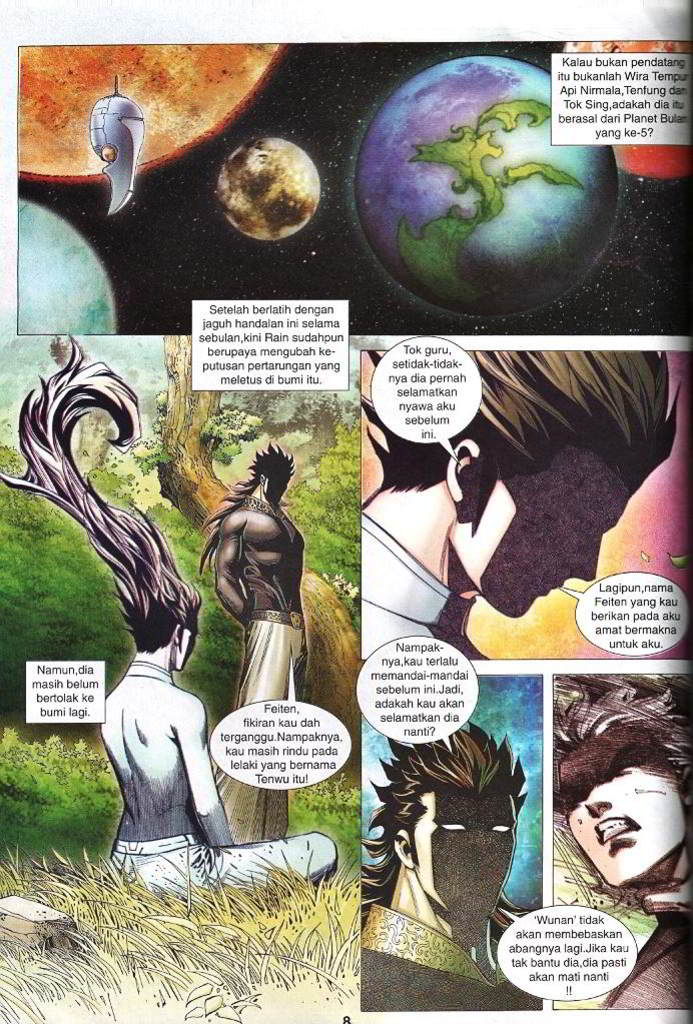 Kalau bukan pendatang
itu bukanlah Wira Tempur
Api Nirmala,Tenfung dan
Tok Sing,adakah dia itu
berasal dari Planet Bulan
yang ke-5?
Setelah berlatih dengan
jaguh handalan ini selama
sebulan,kini Rain sudahpun
berupaya mengubah ke-
putusan pertarungan yang
meletus di bumi itu.
Tok guru,
setidak-tidak-
nya dia pernah
selamatkan
nyawa aku
sebelum
ini.
Lagipun,nama
Feiten yang kau
berikan pada aku
amat bermakna
untuk aku.
Namun,dia
masih belum
bertolak ke
bumi lagi.
Feiten,
fikiran kau dah
terganggu.Nampaknya,
kau masih rindu pada
lelaki yang bernama
Tenwu itu!
Nampak-
nya,kau terlalu
memandai-mandai
sebelum ini.Jadi,
adakah kau akan
selamatkan dia
nanti?
'Wunan' tidak
akan membebaskan
abangnya lagi.Jika kau
tak bantu dia,dia pasti
akan mati nanti
!!
8